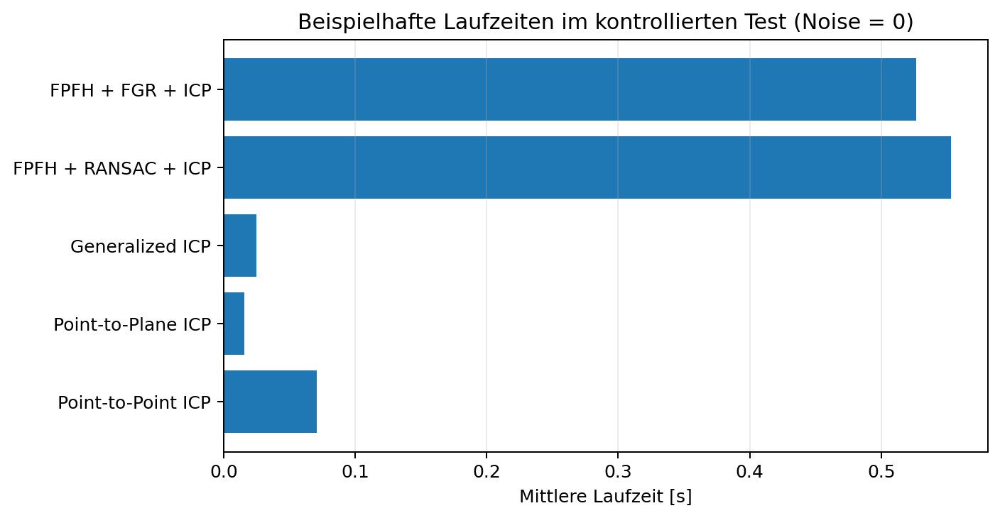 Beispielhafte Laufzeiten im kontrollierten Test (Noise = 0)
FPFH + FGR + ICP
FPFH + RANSAC + ICP
Generalized ICP
Point-to-Plane ICP
Point-to-Point ICP
0.0 0.1 0.2 0.3 0.4 0.5
Mittlere Laufzeit [s]